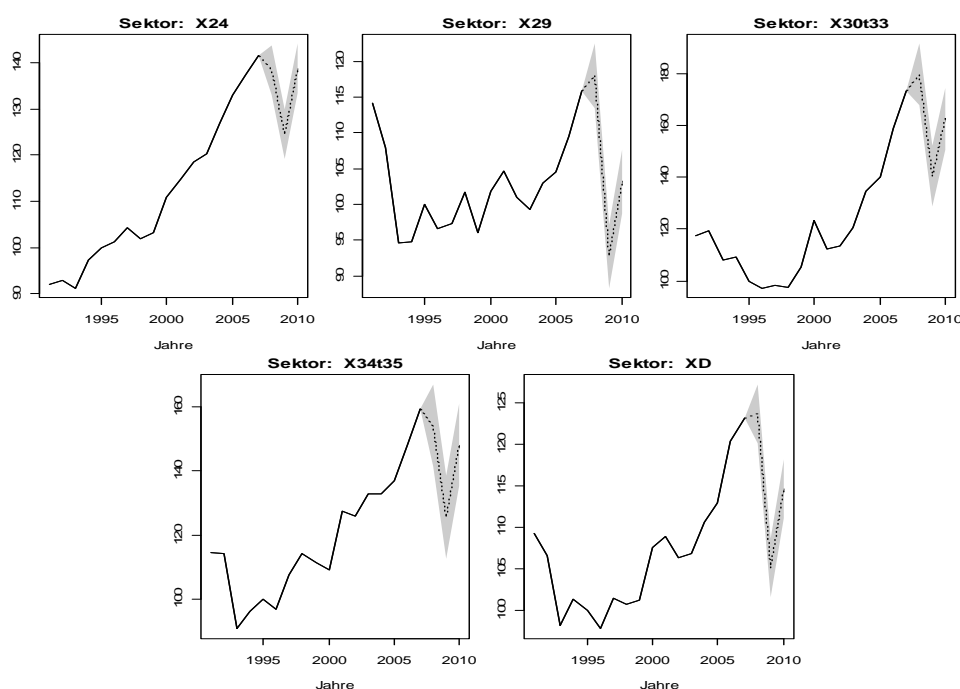 Sektor: X24
90 100 110 120 130 140
1995 2000 2005 2010
Jahre
Sektor: X29
90 95 100 105 110 115 120
1995 2000 2005 2010
Jahre
Sektor: X30t33
100 120 140 160 180
1995 2000 2005 2010
Jahre
Sektor: X34t35
100 120 140 160
1995 2000 2005 2010
Jahre
Sektor: XD
100 105 110 115 120 125
1995 2000 2005 2010
Jahre